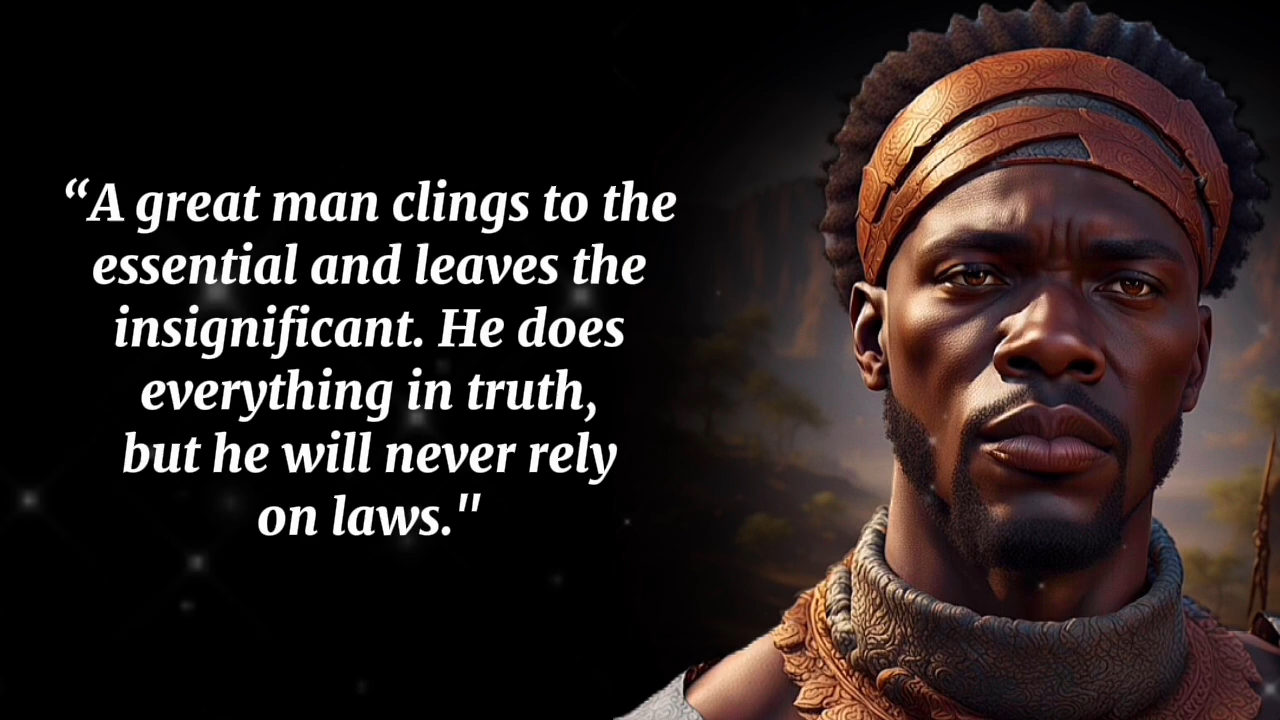 “A great man clings to the
essential and leaves the
insignificant. He does
everything in truth,
but he will never rely
on laws."